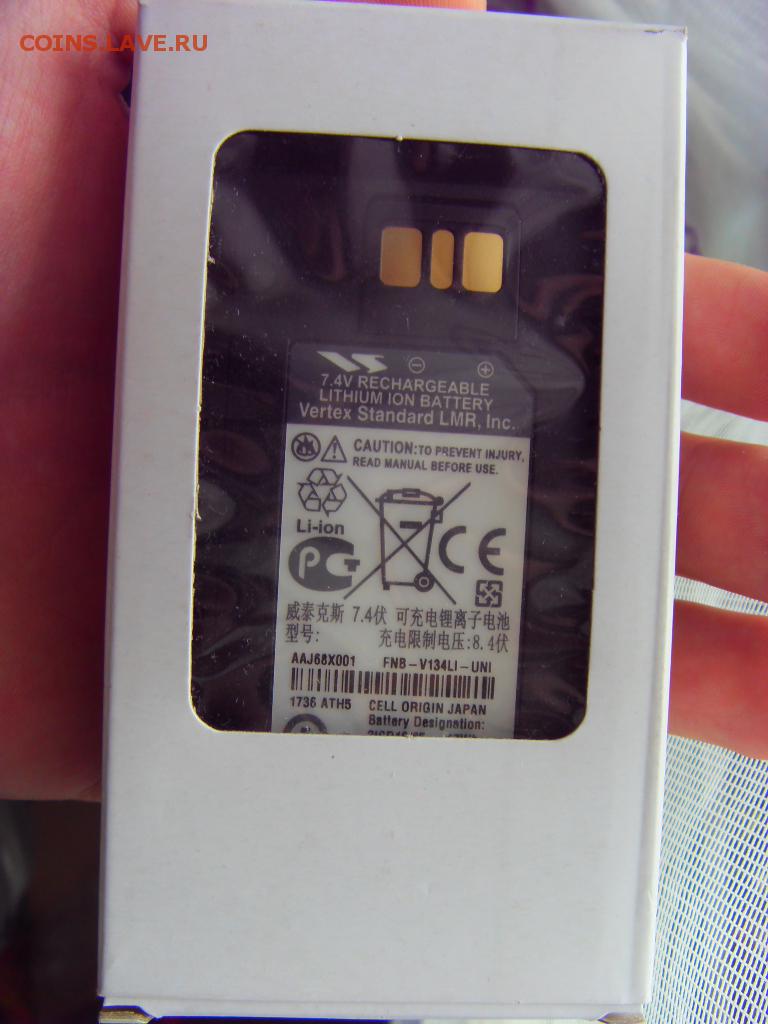 COINS.LAVE.RU
VS
7.4V RECHARGEABLE
LITHIUM ION BATTERY
Vertex Standard LMR, Inc.
CAUTION:TO PREVENT INJURY,
READ MANUAL BEFORE USE.
Li-ion
CE
威泰克斯 7.4伏 可充电锂离子电池
型号: 充电限制电压:8.4伏
AAJ68X001 FNB-V134LI-UNI
1736 ATH5 CELL ORIGIN JAPAN
Battery Designation: